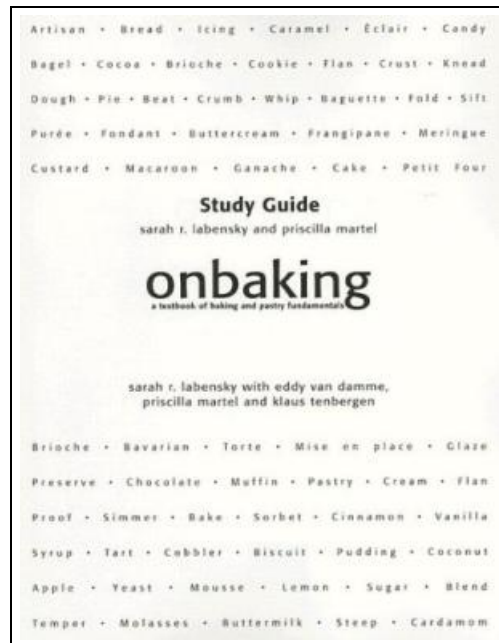 Artisan • Bread • Icing • Caramel • Éclair • Candy
Bagel • Cocoa • Brioche • Cookie • Flan • Crust • Knead
Dough • Pie • Beat • Crumb • Whip • Baguette • Fold • Sift
Purée • Fondant • Buttercream • Frangipane • Meringue
Custard • Macaroon • Ganache • Cake • Petit Four
Study Guide
sarah r. labensky and priscilla martel
onbaking
a textbook of baking and pastry fundamentals
sarah r. labensky with eddy van damme,
priscilla martel and klaus tenbergen
Brioche • Bavarian • Torte • Mise en place • Glaze
Preserve • Chocolate • Muffin • Pastry • Cream • Flan
Proof • Simmer • Bake • Sorbet • Cinnamon • Vanilla
Syrup • Tart • Cobbler • Biscuit • Pudding • Coconut
Apple • Yeast • Mousse • Lemon • Sugar • Blend
Temper • Molasses • Buttermilk • Steep • Cardamom